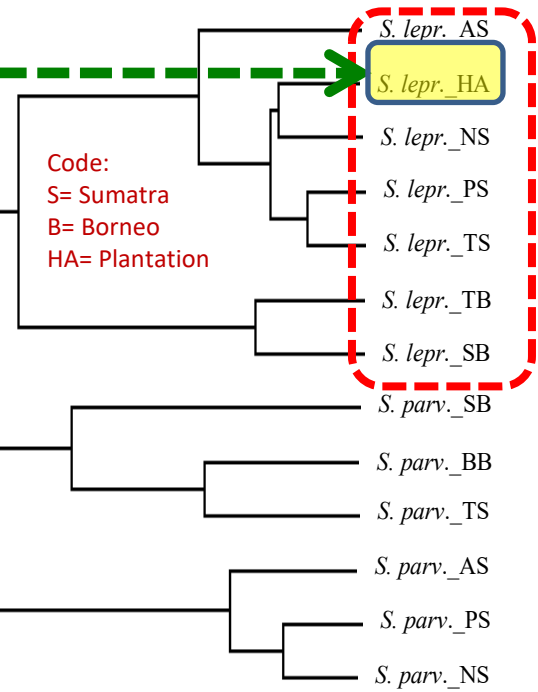 S. lepr._AS
S. lepr._HA
S. lepr._NS
Code:
S= Sumatra
B= Borneo
HA= Plantation
S. lepr._PS
S. lepr._TS
S. lepr._TB
S. lepr._SB
S. parv._SB
S. parv._BB
S. parv._TS
S. parv._AS
S. parv._PS
S. parv._NS